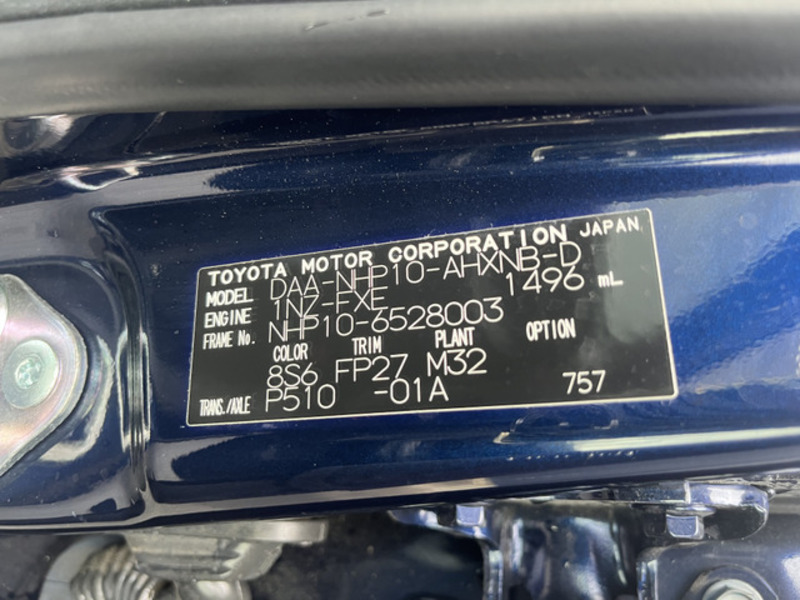 TOYOTA MOTOR CORPORATION JAPAN
MODEL DAA-NHP10-AHXNB-D
ENGINE 1NZ-FXE 1496 mL
FRAME No. NHP10-6528003
COLOR TRIM PLANT OPTION
8S6 FP27 M32
TRANS./AXLE P510 -01A 757